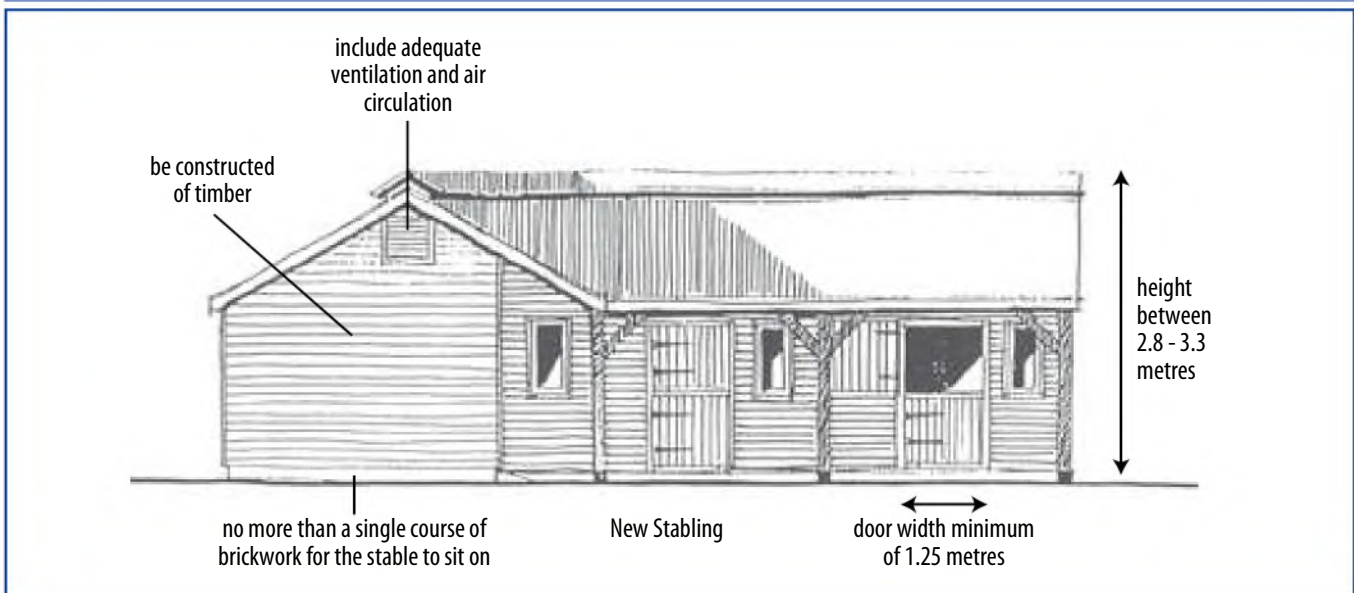 include adequate
ventilation and air
circulation
be constructed
of timber
height
between
2.8 - 3.3
metres
no more than a single course of
brickwork for the stable to sit on
New Stabling
door width minimum
of 1.25 metres